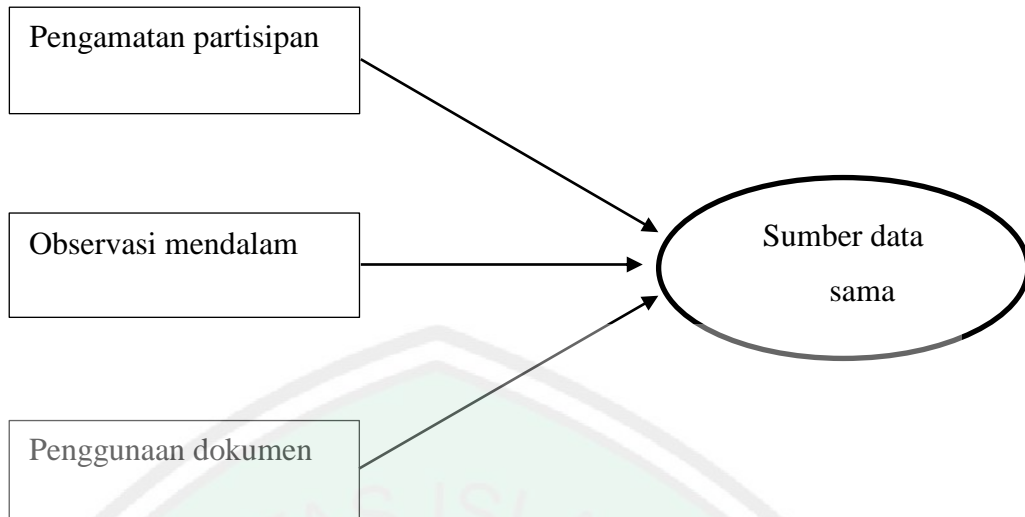 Pengamatan partisipan
Observasi mendalam
Sumber data
sama
Penggunaan dokumen